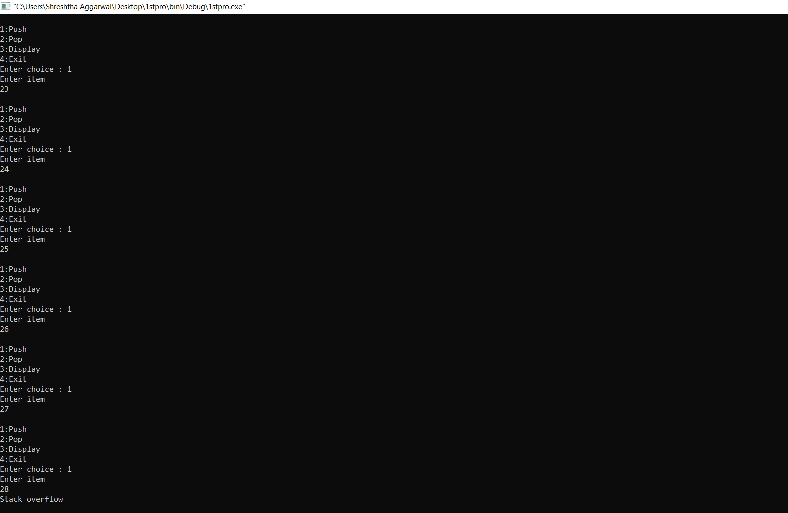 "C:\Users\Shreshtha Aggarwal\Desktop\1stpro\bin\Debug\1stpro.exe"
1:Push
2:Pop
3:Display
4:Exit
Enter choice : 1
Enter item
23
1:Push
2:Pop
3:Display
4:Exit
Enter choice : 1
Enter item
24
1:Push
2:Pop
3:Display
4:Exit
Enter choice : 1
Enter item
25
1:Push
2:Pop
3:Display
4:Exit
Enter choice : 1
Enter item
26
1:Push
2:Pop
3:Display
4:Exit
Enter choice : 1
Enter item
27
1:Push
2:Pop
3:Display
4:Exit
Enter choice : 1
Enter item
28
Stack overflow